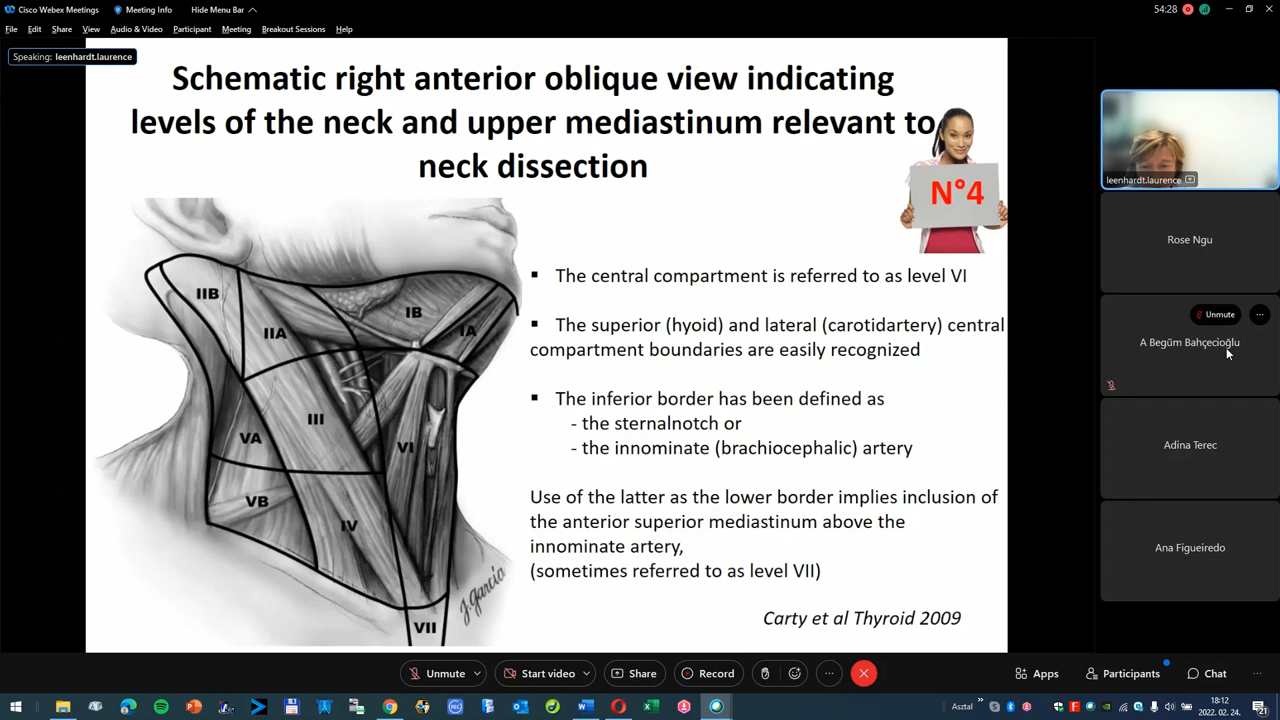 Cisco Webex Meetings
Meeting Info
Hide Menu Bar
54:28
File Edit Share View Audio & Video Participant Meeting Breakout Sessions Help
Speaking: leenhardt.laurence
Schematic right anterior oblique view indicating
levels of the neck and upper mediastinum relevant to
neck dissection
N°4
IIB
IIA
IB
IA
III
VA
VI
VB
IV
VII
J. garcia
▪ The central compartment is referred to as level VI
▪ The superior (hyoid) and lateral (carotidartery) central
compartment boundaries are easily recognized
▪ The inferior border has been defined as
- the sternalnotch or
- the innominate (brachiocephalic) artery
Use of the latter as the lower border implies inclusion of
the anterior superior mediastinum above the
innominate artery,
(sometimes referred to as level VII)
Carty et al Thyroid 2009
leenhardt.laurence
Rose Ngu
Unmute
A Begüm Bahçecioğlu
Adina Terec
Ana Figueiredo
Unmute
Start video
Share
Record
Apps
Participants
Chat
Asztal
18:12
2022. 02. 24.